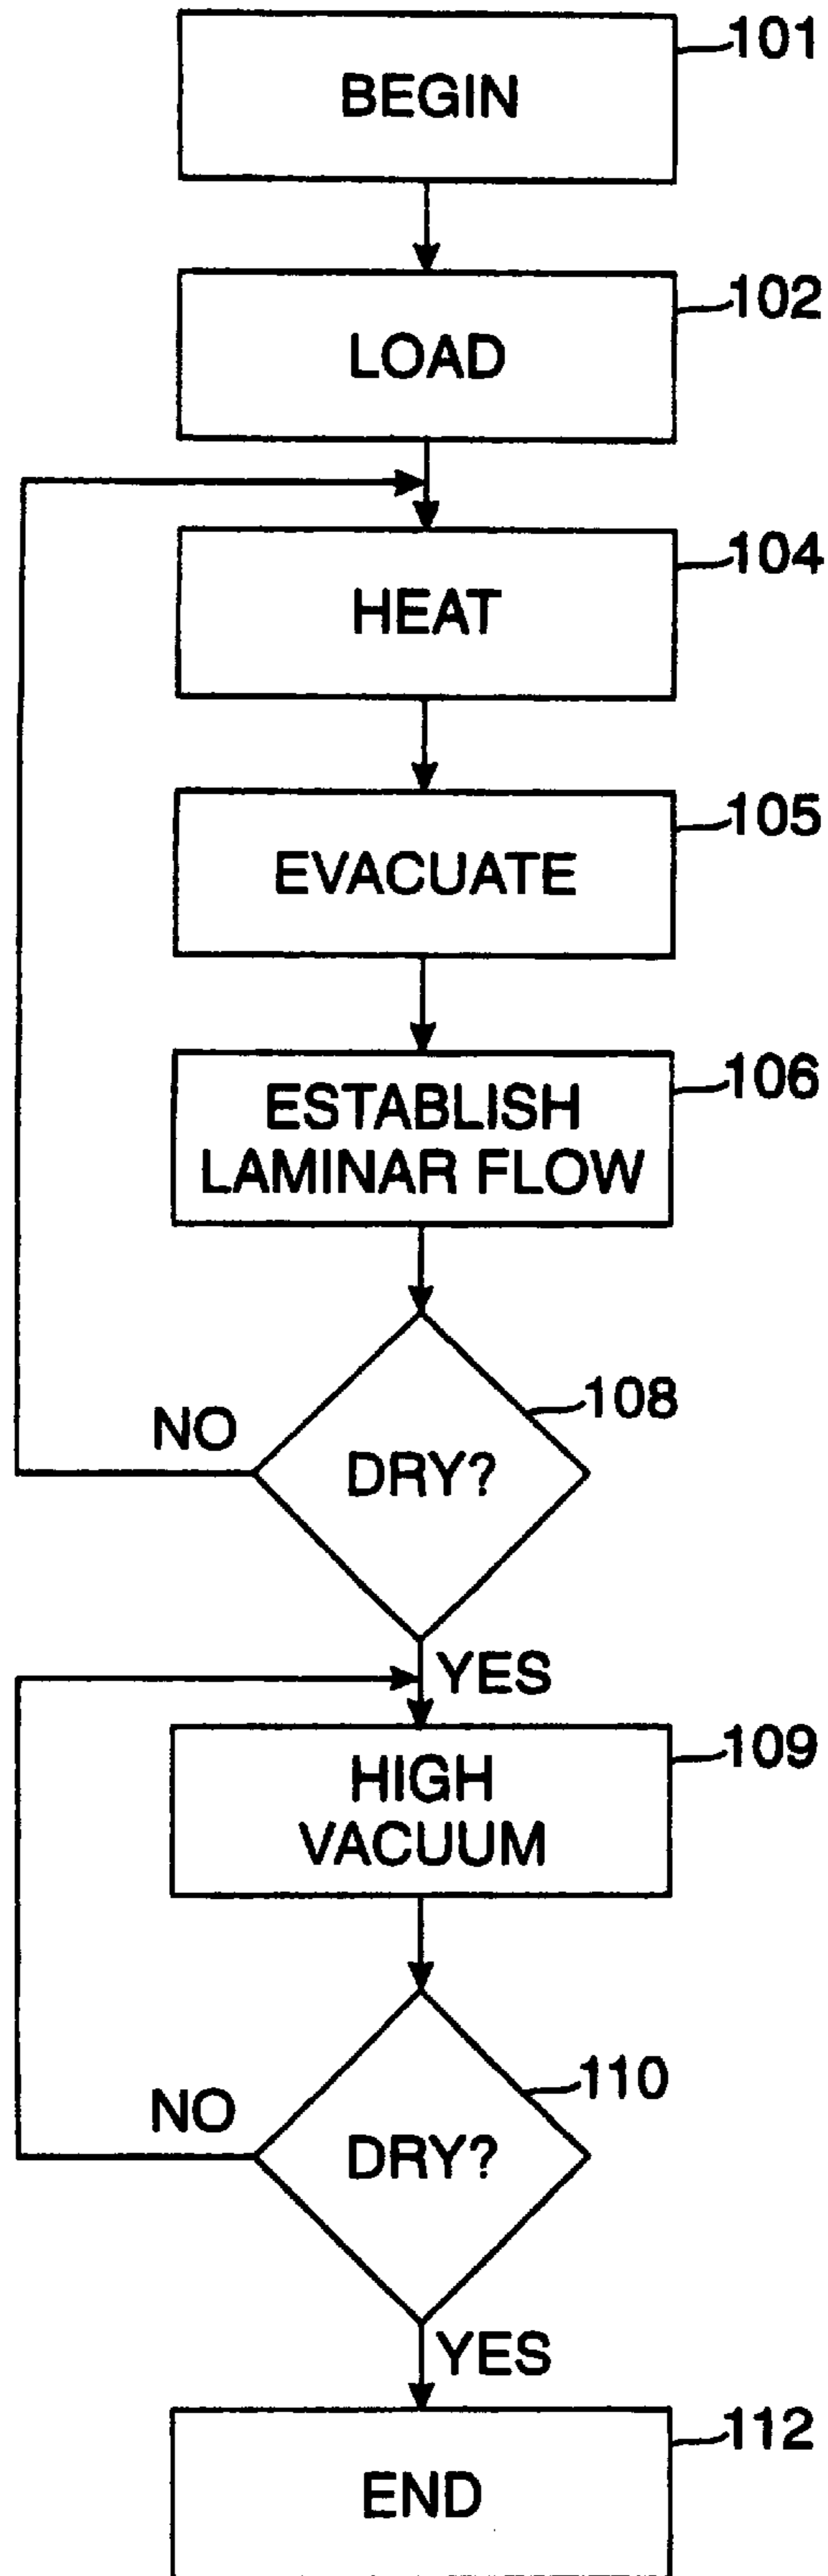 BEGIN
101
LOAD
102
HEAT
104
EVACUATE
105
ESTABLISH
LAMINAR FLOW
106
DRY?
108
NO
YES
HIGH
VACUUM
109
DRY?
110
NO
YES
END
112